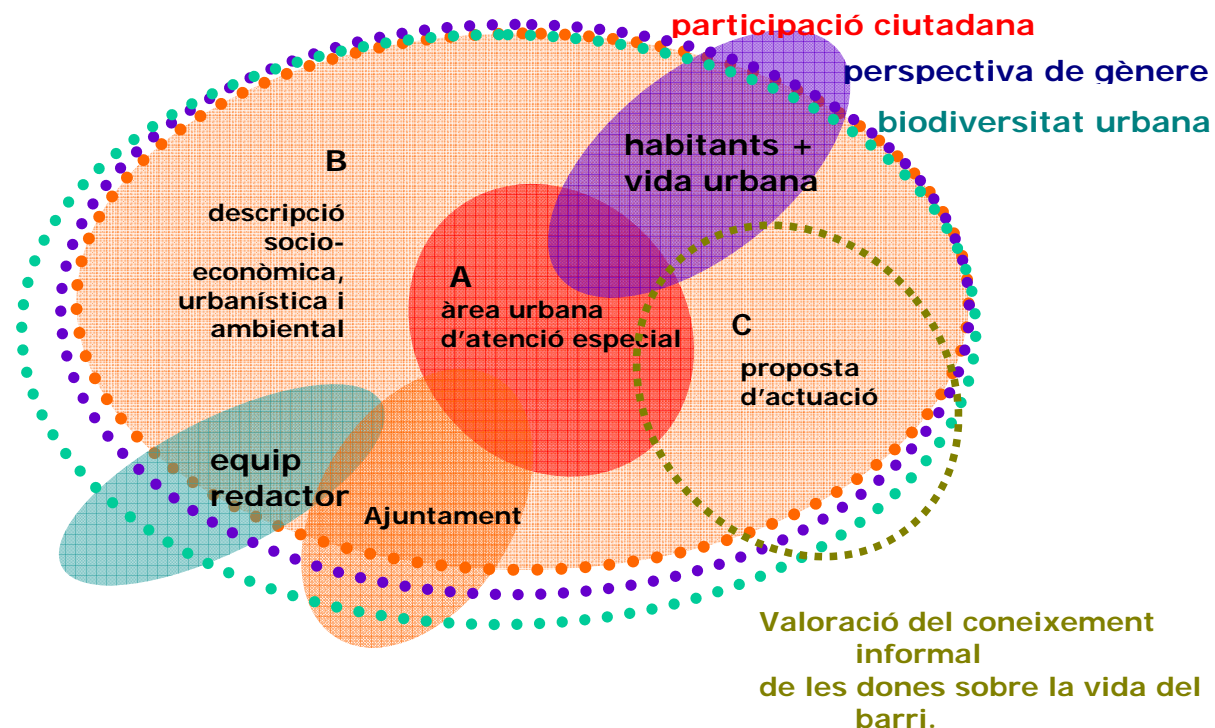 participació ciutadana
perspectiva de gènere
biodiversitat urbana
habitants +
vida urbana
B
descripció
socio-
econòmica,
urbanística i
ambiental
A
àrea urbana
d'atenció especial
C
proposta
d'actuació
equip
redactor
Ajuntament
Valoració del coneixement
informal
de les dones sobre la vida del
barri.